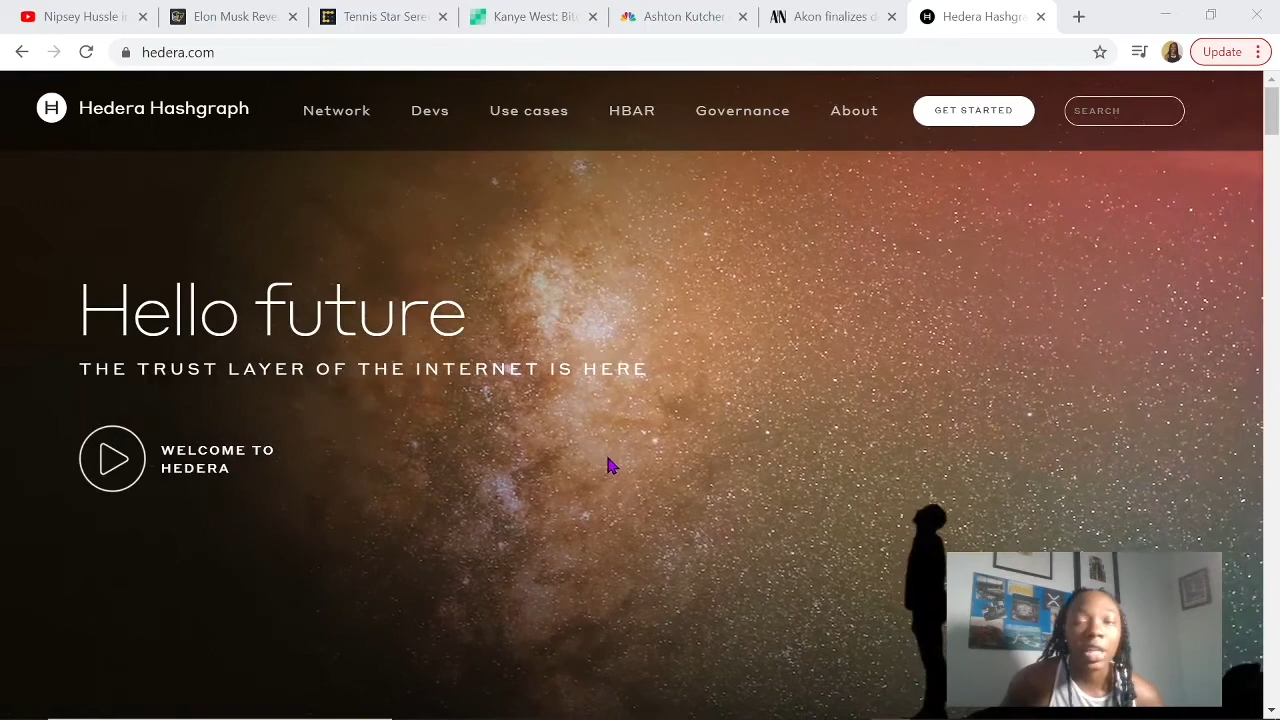 Nipsey Hussle i
Elon Musk Reve
Tennis Star Sere
Kanye West: Bit
Ashton Kutcher
Akon finalizes d
Hedera Hashgra
hedera.com
Update
H Hedera Hashgraph
Network
Devs
Use cases
HBAR
Governance
About
GET STARTED
SEARCH
Hello future
THE TRUST LAYER OF THE INTERNET IS HERE
WELCOME TO
HEDERA